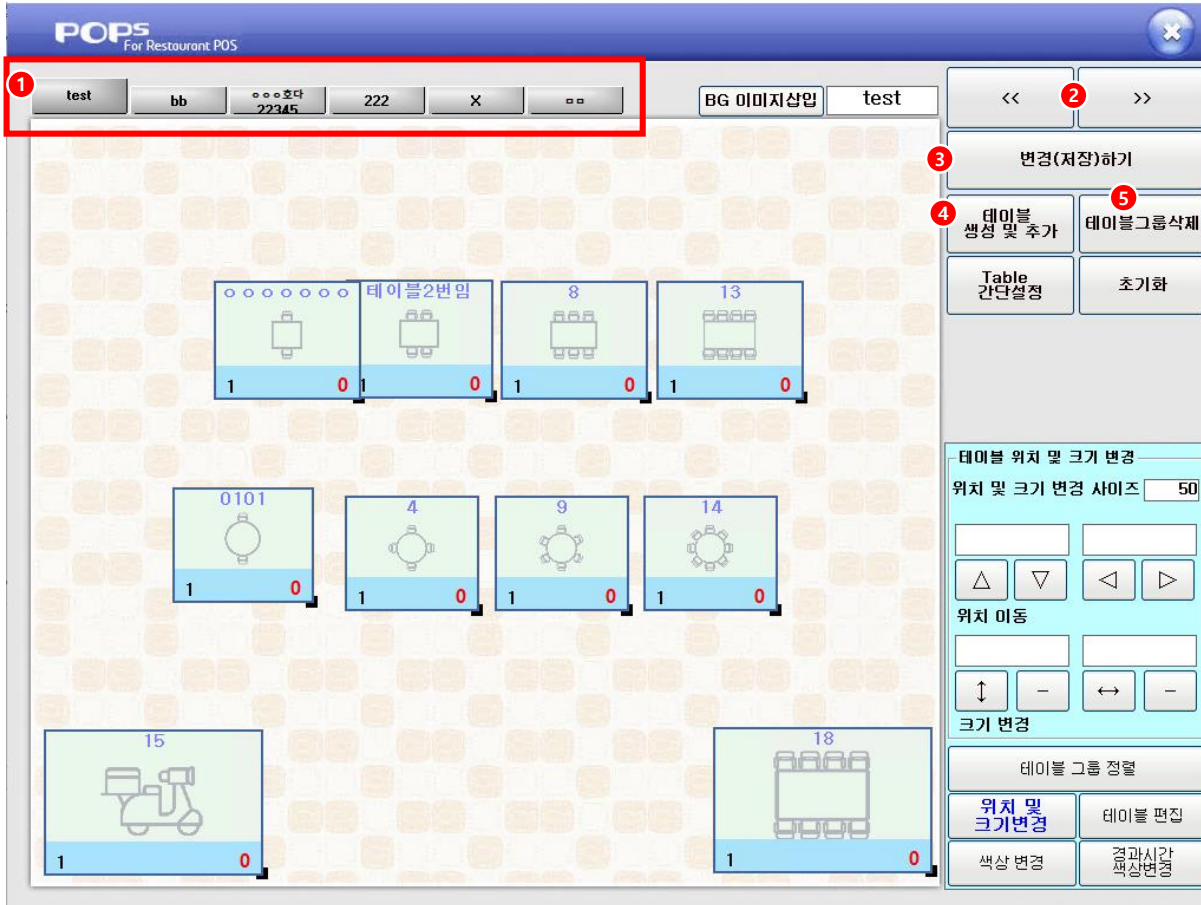 POPs
For Restaurant POS
1
test
bb
ㅇㅇㅇ호다
22345
222
X
ㅁㅁ
BG 이미지삽입
test
<<
2
>>
3
변경(저장)하기
4
테이블
생성 및 추가
5
테이블그룹삭제
Table
간단설정
초기화
ㅇㅇㅇㅇㅇㅇㅇ
1 0
테이블2번임
1 0
8
1 0
13
1 0
0101
1 0
4
1 0
9
1 0
14
1 0
15
1 0
18
1 0
테이블 위치 및 크기 변경
위치 및 크기 변경 사이즈 50
△ ▽ ◁ ▷
위치 이동
↕ - ↔ -
크기 변경
테이블 그룹 정렬
위치 및
크기변경
테이블 편집
색상 변경
경과시간
색상변경